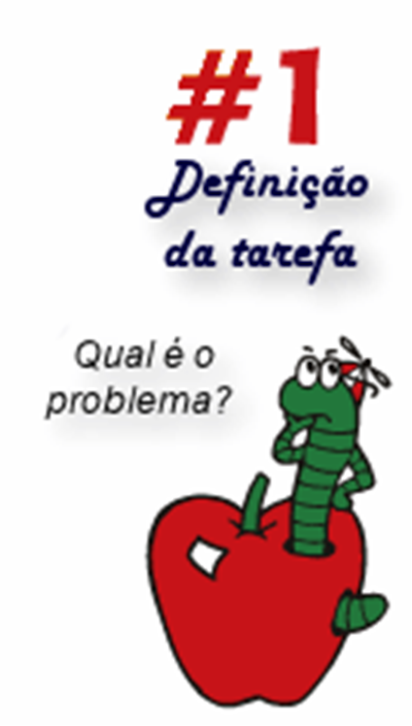 #1
Definição
da tarefa
Qual é o
problema?